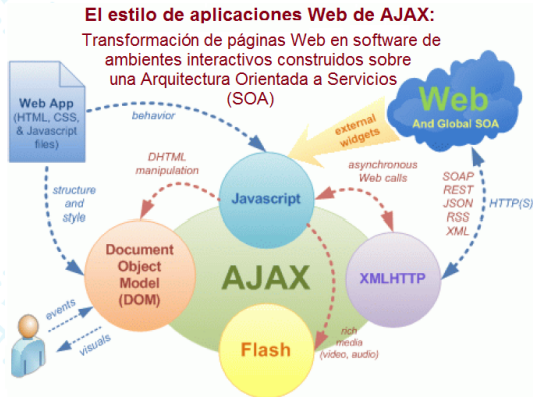 El estilo de aplicaciones Web de AJAX:
Transformación de páginas Web en software de
ambientes interactivos construidos sobre
una Arquitectura Orientada a Servicios
(SOA)
Web App
(HTML, CSS,
& Javascript
files)
behavior
external
widgets
Web
And Global SOA
DHTML
manipulation
Javascript
asynchronous
Web calls
SOAP
REST
JSON
RSS
XML
HTTP(S)
structure
and
style
Document
Object
Model
(DOM)
AJAX
XMLHTTP
events
visuals
Flash
rich
media
(video, audio)